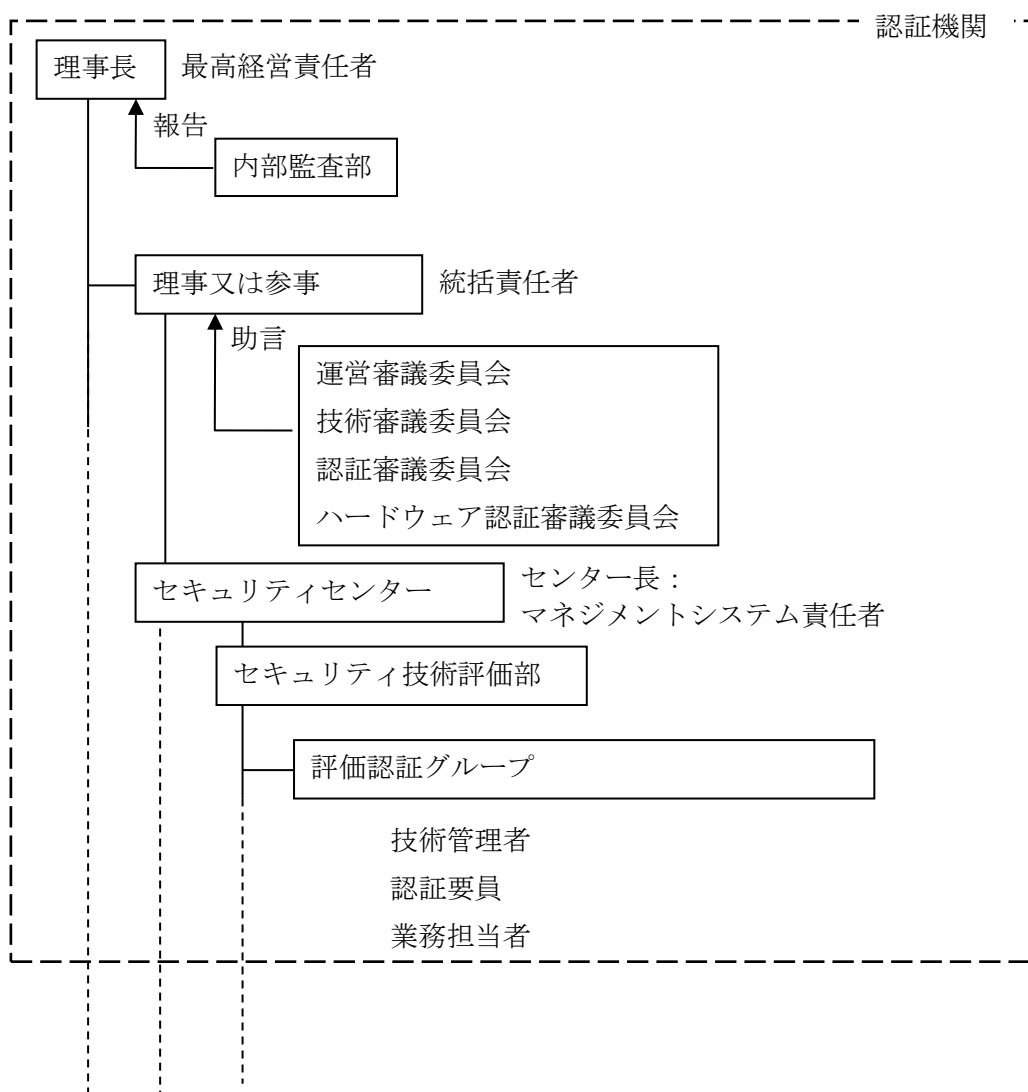 認証機関
理事長 最高経営責任者
報告
内部監査部
理事又は参事 統括責任者
助言
運営審議委員会
技術審議委員会
認証審議委員会
ハードウェア認証審議委員会
セキュリティセンター
センター長：
マネジメントシステム責任者
セキュリティ技術評価部
評価認証グループ
技術管理者
認証要員
業務担当者